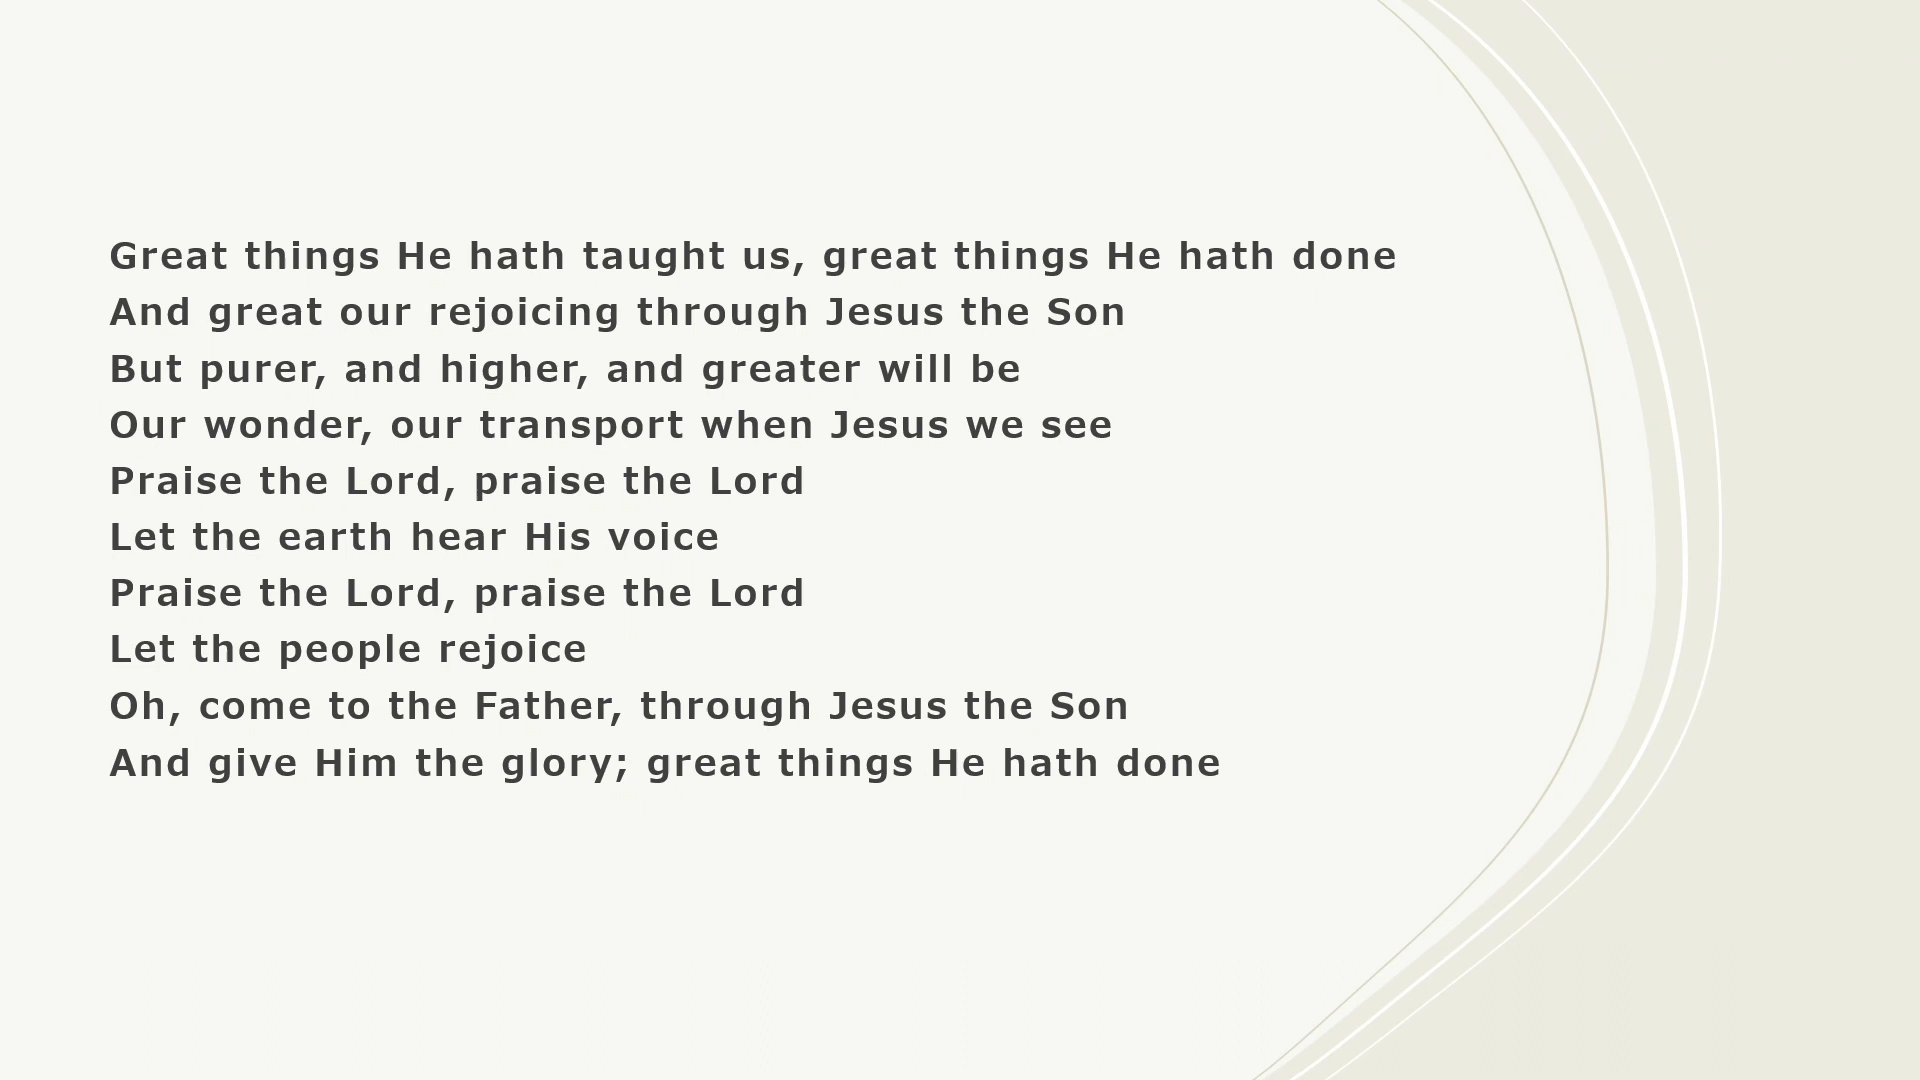 Great things He hath taught us, great things He hath done
And great our rejoicing through Jesus the Son
But purer, and higher, and greater will be
Our wonder, our transport when Jesus we see
Praise the Lord, praise the Lord
Let the earth hear His voice
Praise the Lord, praise the Lord
Let the people rejoice
Oh, come to the Father, through Jesus the Son
And give Him the glory; great things He hath done